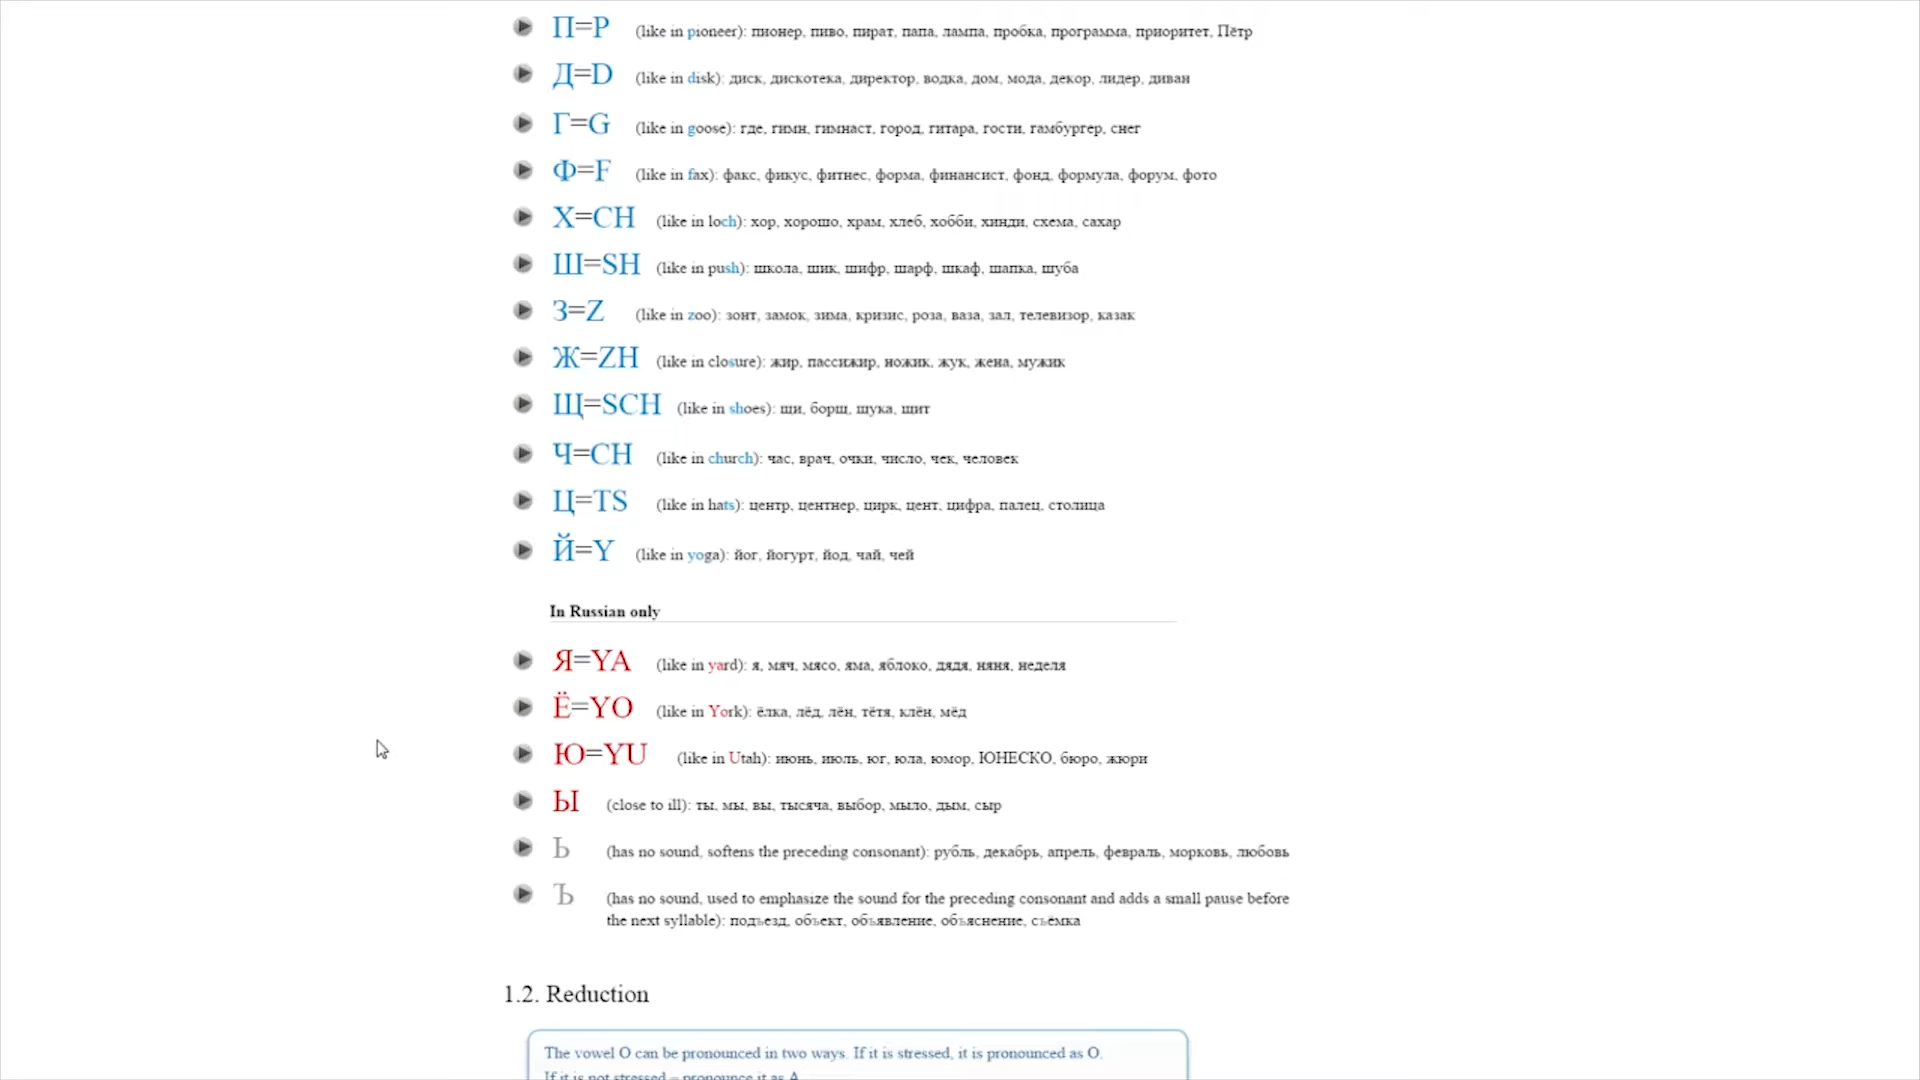 П=P (like in pioneer): пионер, пиво, пират, папа, лампа, пробка, программа, приоритет, Пётр
Д=D (like in disk): диск, дискотека, директор, водка, дом, мода, декор, лидер, диван
Г=G (like in goose): где, гимн, гимнаст, город, гитара, гости, гамбургер, снег
Ф=F (like in fax): факс, фикус, фитнес, форма, финансист, фонд, формула, форум, фото
Х=CH (like in loch): хор, хорошо, храм, хлеб, хобби, хинди, схема, сахар
Ш=SH (like in push): школа, шик, шифр, шарф, шкаф, шапка, шуба
З=Z (like in zoo): зонт, замок, зима, кризис, роза, ваза, зал, телевизор, казак
Ж=ZH (like in closure): жир, пассижир, ножик, жук, жена, мужик
Щ=SCH (like in shoes): щи, борщ, щука, щит
Ч=CH (like in church): час, врач, очки, число, чек, человек
Ц=TS (like in hats): центр, центнер, цирк, цент, цифра, палец, столица
Й=Y (like in yoga): йог, йогурт, йод, чай, чей
In Russian only
Я=YA (like in yard): я, мяч, мясо, яма, яблоко, дядя, няня, неделя
Ё=YO (like in York): ёлка, лёд, лён, тётя, клён, мёд
Ю=YU (like in Utah): июнь, июль, юг, юла, юмор, ЮНЕСКО, бюро, жюри
Ы (close to ill): ты, мы, вы, тысяча, выбор, мыло, дым, сыр
Ь (has no sound, softens the preceding consonant): рубль, декабрь, апрель, февраль, морковь, любовь
Ъ (has no sound, used to emphasize the sound for the preceding consonant and adds a small pause before
the next syllable): подъезд, объект, объявление, объяснение, съёмка
1.2. Reduction
The vowel O can be pronounced in two ways. If it is stressed, it is pronounced as O.
If it is not stressed – pronounce it as A